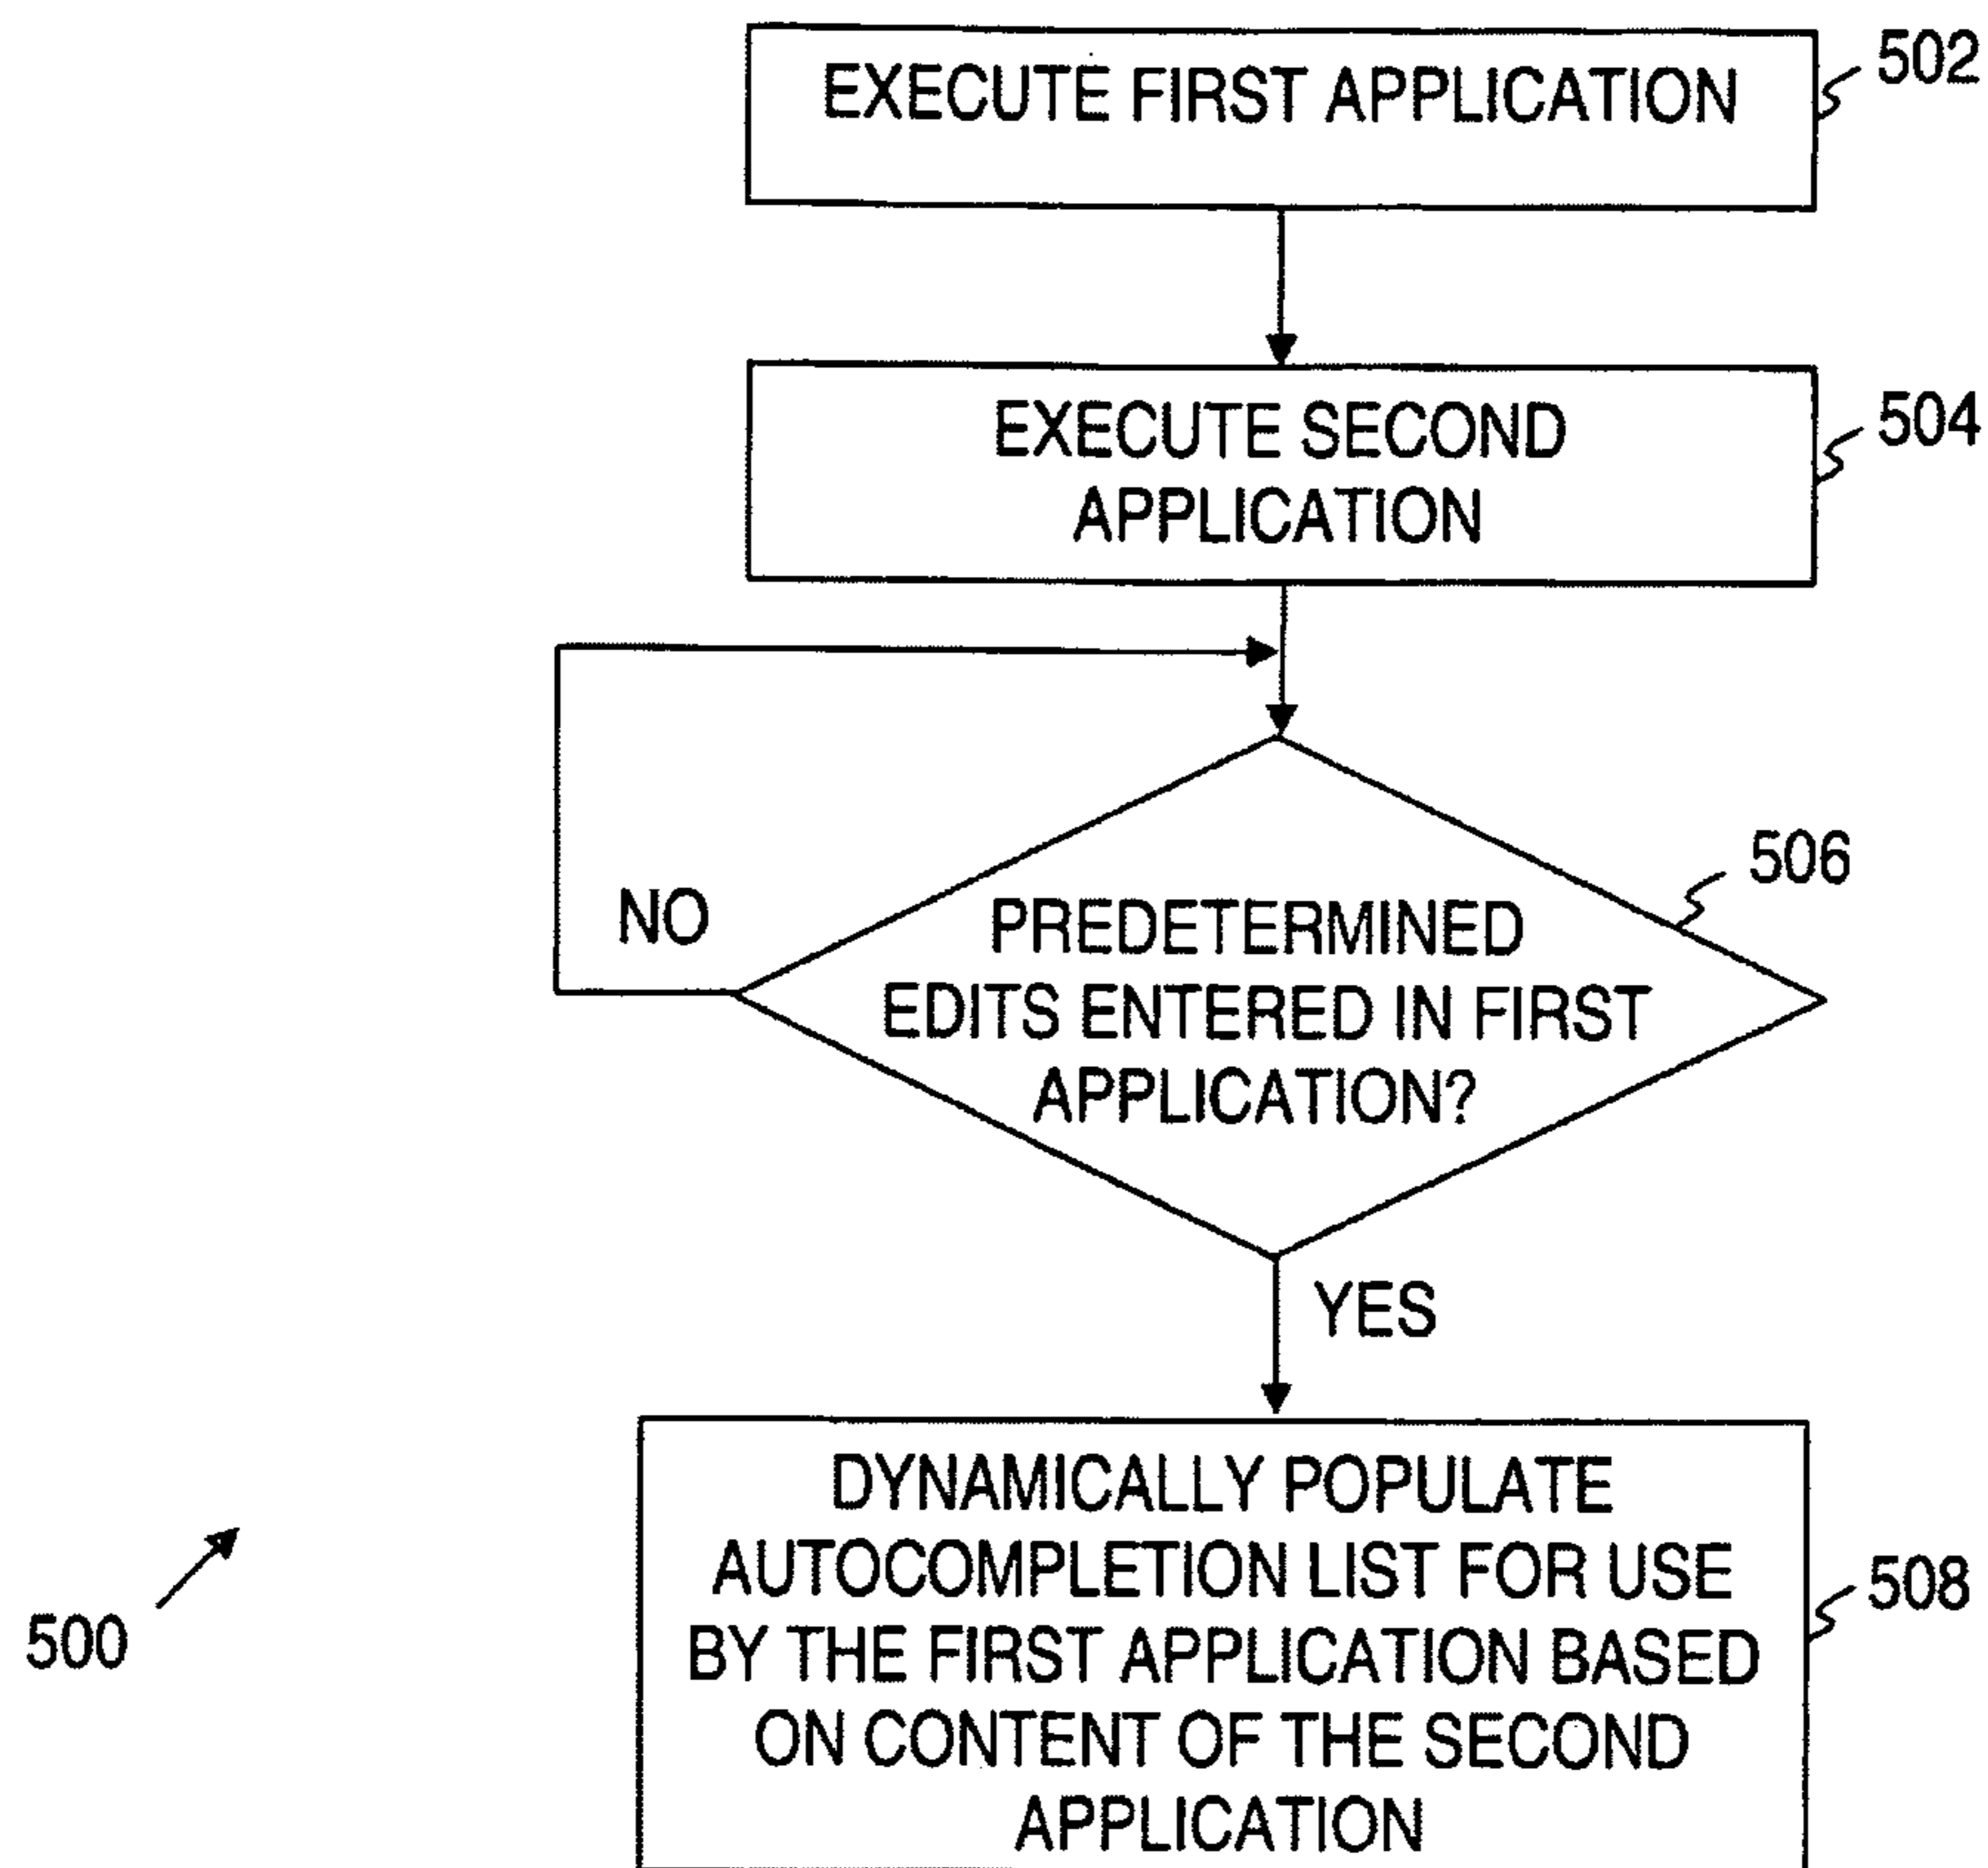 EXECUTE FIRST APPLICATION
502
EXECUTE SECOND
APPLICATION
504
506
NO
PREDETERMINED
EDITS ENTERED IN FIRST
APPLICATION?
YES
DYNAMICALLY POPULATE
AUTOCOMPLETION LIST FOR USE
BY THE FIRST APPLICATION BASED
ON CONTENT OF THE SECOND
APPLICATION
508
500